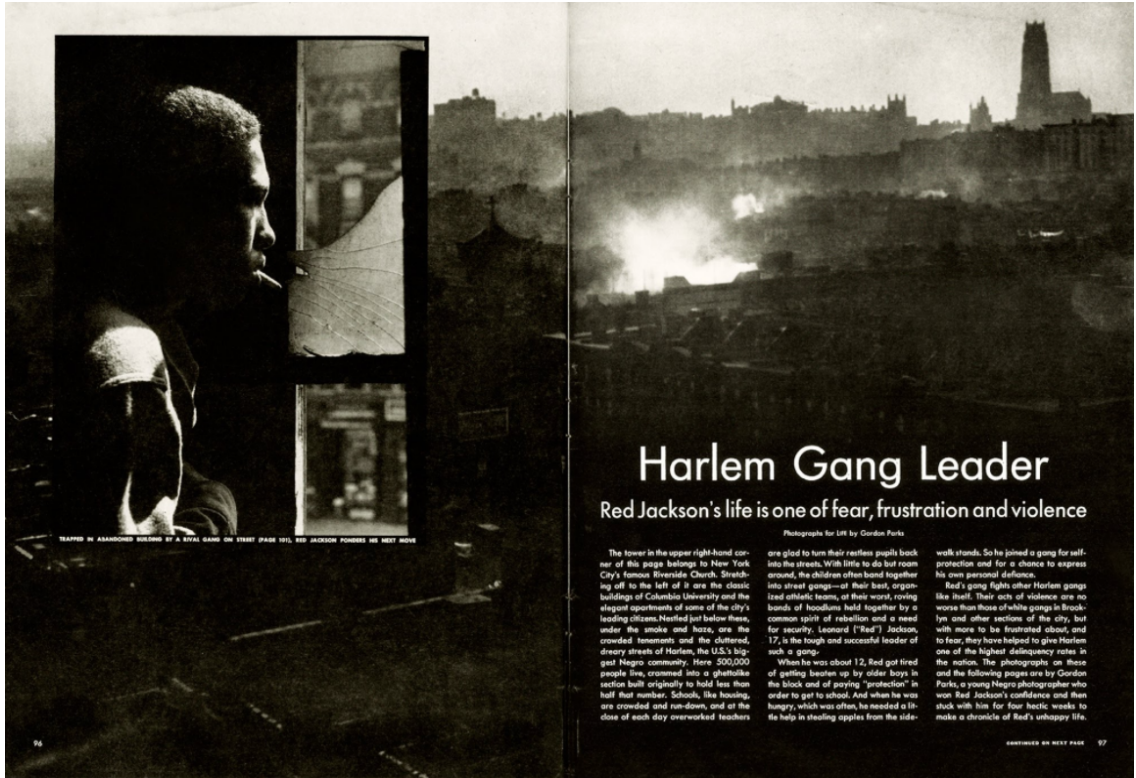 TRAPPED IN ABANDONED BUILDING BY A RIVAL GANG ON STREET (PAGE 101), RED JACKSON PONDERS HIS NEXT MOVE
96
Harlem Gang Leader
Red Jackson's life is one of fear, frustration and violence
Photographs for LIFE by Gordon Parks
The tower in the upper right-hand cor-
ner of this page belongs to New York
City's famous Riverside Church. Stretch-
ing off to the left of it are the classic
buildings of Columbia University and the
elegant apartments of some of the city's
leading citizens. Nestled just below these,
under the smoke and haze, are the
crowded tenements and the cluttered,
dreary streets of Harlem, the U.S.'s big-
gest Negro community. Here 500,000
people live, crammed into a ghettolike
section built originally to hold less than
half that number. Schools, like housing,
are crowded and run-down, and at the
close of each day overworked teachers
are glad to turn their restless pupils back
into the streets. With little to do but roam
around, the children often band together
into street gangs—at their best, organ-
ized athletic teams, at their worst, roving
bands of hoodlums held together by a
common spirit of rebellion and a need
for security. Leonard ("Red") Jackson,
17, is the tough and successful leader of
such a gang.
When he was about 12, Red got tired
of getting beaten up by older boys in
the block and of paying "protection" in
order to get to school. And when he was
hungry, which was often, he needed a lit-
tle help in stealing apples from the side-
walk stands. So he joined a gang for self-
protection and for a chance to express
his own personal defiance.
Red's gang fights other Harlem gangs
like itself. Their acts of violence are no
worse than those of white gangs in Brook-
lyn and other sections of the city, but
with more to be frustrated about, and
to fear, they have helped to give Harlem
one of the highest delinquency rates in
the nation. The photographs on these
and the following pages are by Gordon
Parks, a young Negro photographer who
won Red Jackson's confidence and then
stuck with him for four hectic weeks to
make a chronicle of Red's unhappy life.
CONTINUED ON NEXT PAGE 97